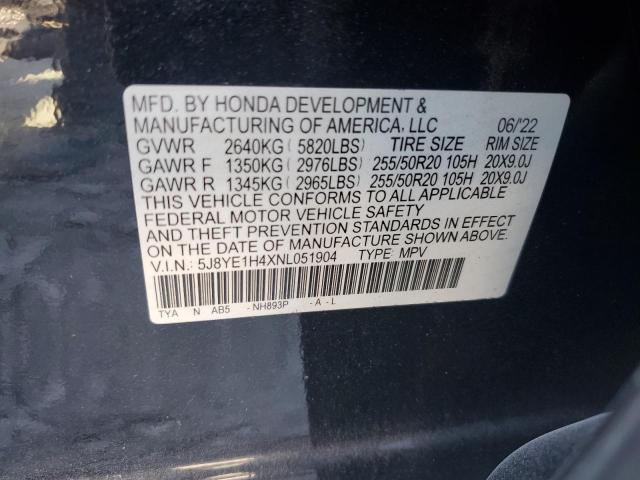 MFD. BY HONDA DEVELOPMENT &
MANUFACTURING OF AMERICA, LLC 06/'22
GVWR 2640KG ( 5820LBS) TIRE SIZE RIM SIZE
GAWR F 1350KG ( 2976LBS) 255/50R20 105H 20X9.0J
GAWR R 1345KG ( 2965LBS) 255/50R20 105H 20X9.0J
THIS VEHICLE CONFORMS TO ALL APPLICABLE
FEDERAL MOTOR VEHICLE SAFETY
AND THEFT PREVENTION STANDARDS IN EFFECT
ON THE DATE OF MANUFACTURE SHOWN ABOVE.
V.I.N.: 5J8YE1H4XNL051904 TYPE: MPV
TYA N AB5 -NH893P -A-L